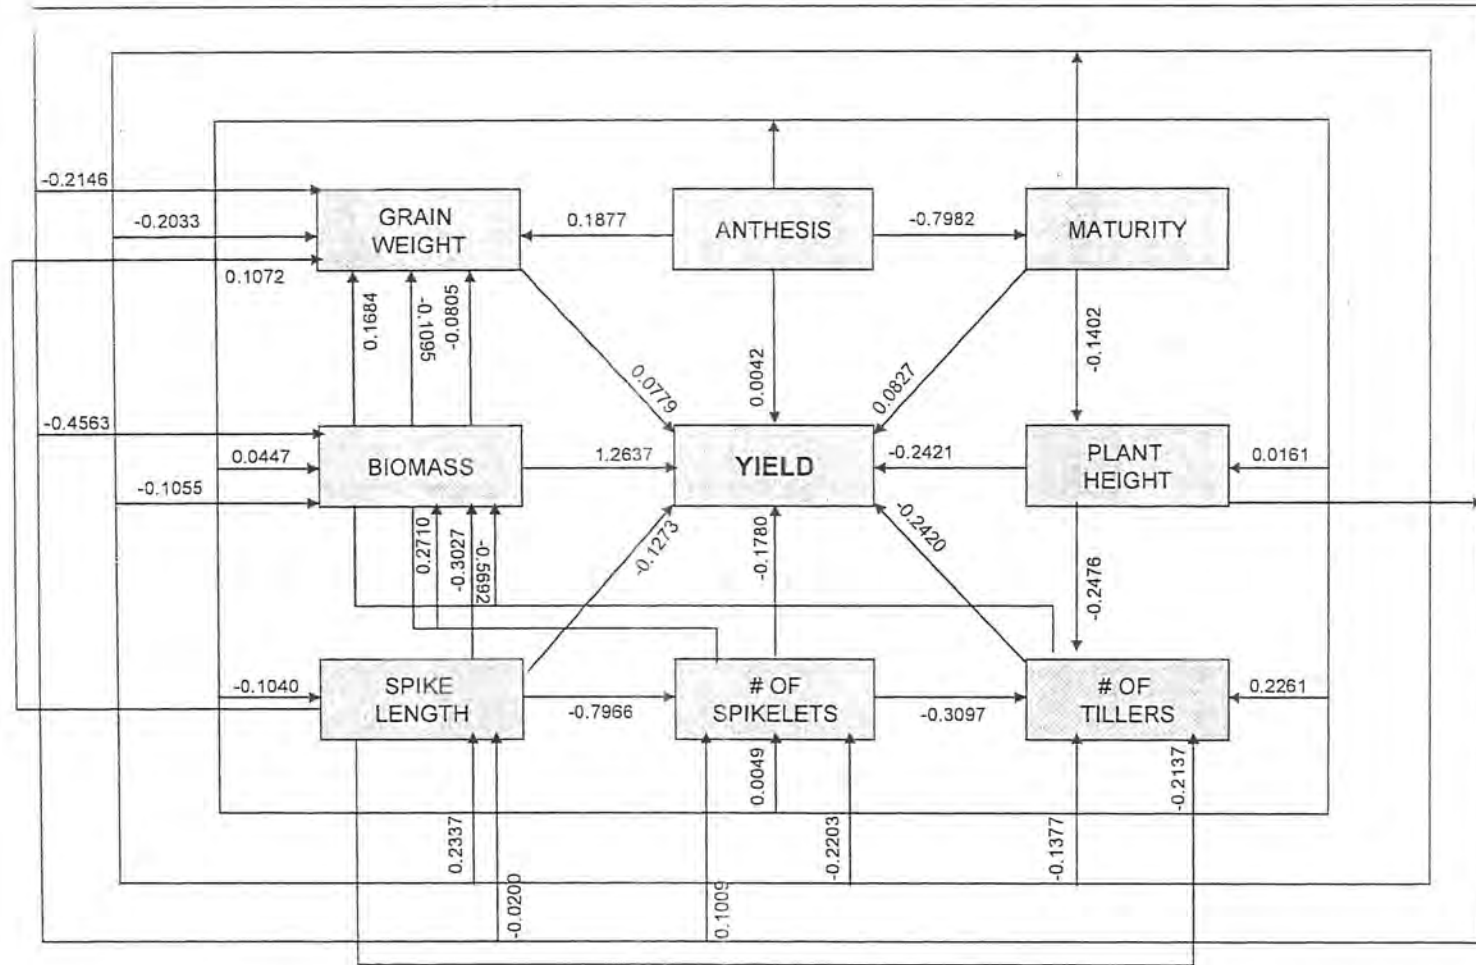 -0.2146
GRAIN
WEIGHT
0.1877
ANTHESIS
-0.7982
MATURITY
-0.2033
0.1072
0.1684
-0.1095
-0.0805
0.0779
0.0042
0.0827
-0.1402
-0.4563
0.0447
-0.1055
BIOMASS
1.2637
YIELD
-0.2421
PLANT
HEIGHT
0.0161
0.2710
-0.3027
-0.5692
-0.1273
-0.1780
-0.2420
-0.2476
-0.1040
SPIKE
LENGTH
-0.7966
# OF
SPIKELETS
-0.3097
# OF
TILLERS
0.2261
0.2337
-0.0200
0.1009
0.0049
-0.2203
-0.1377
-0.2137